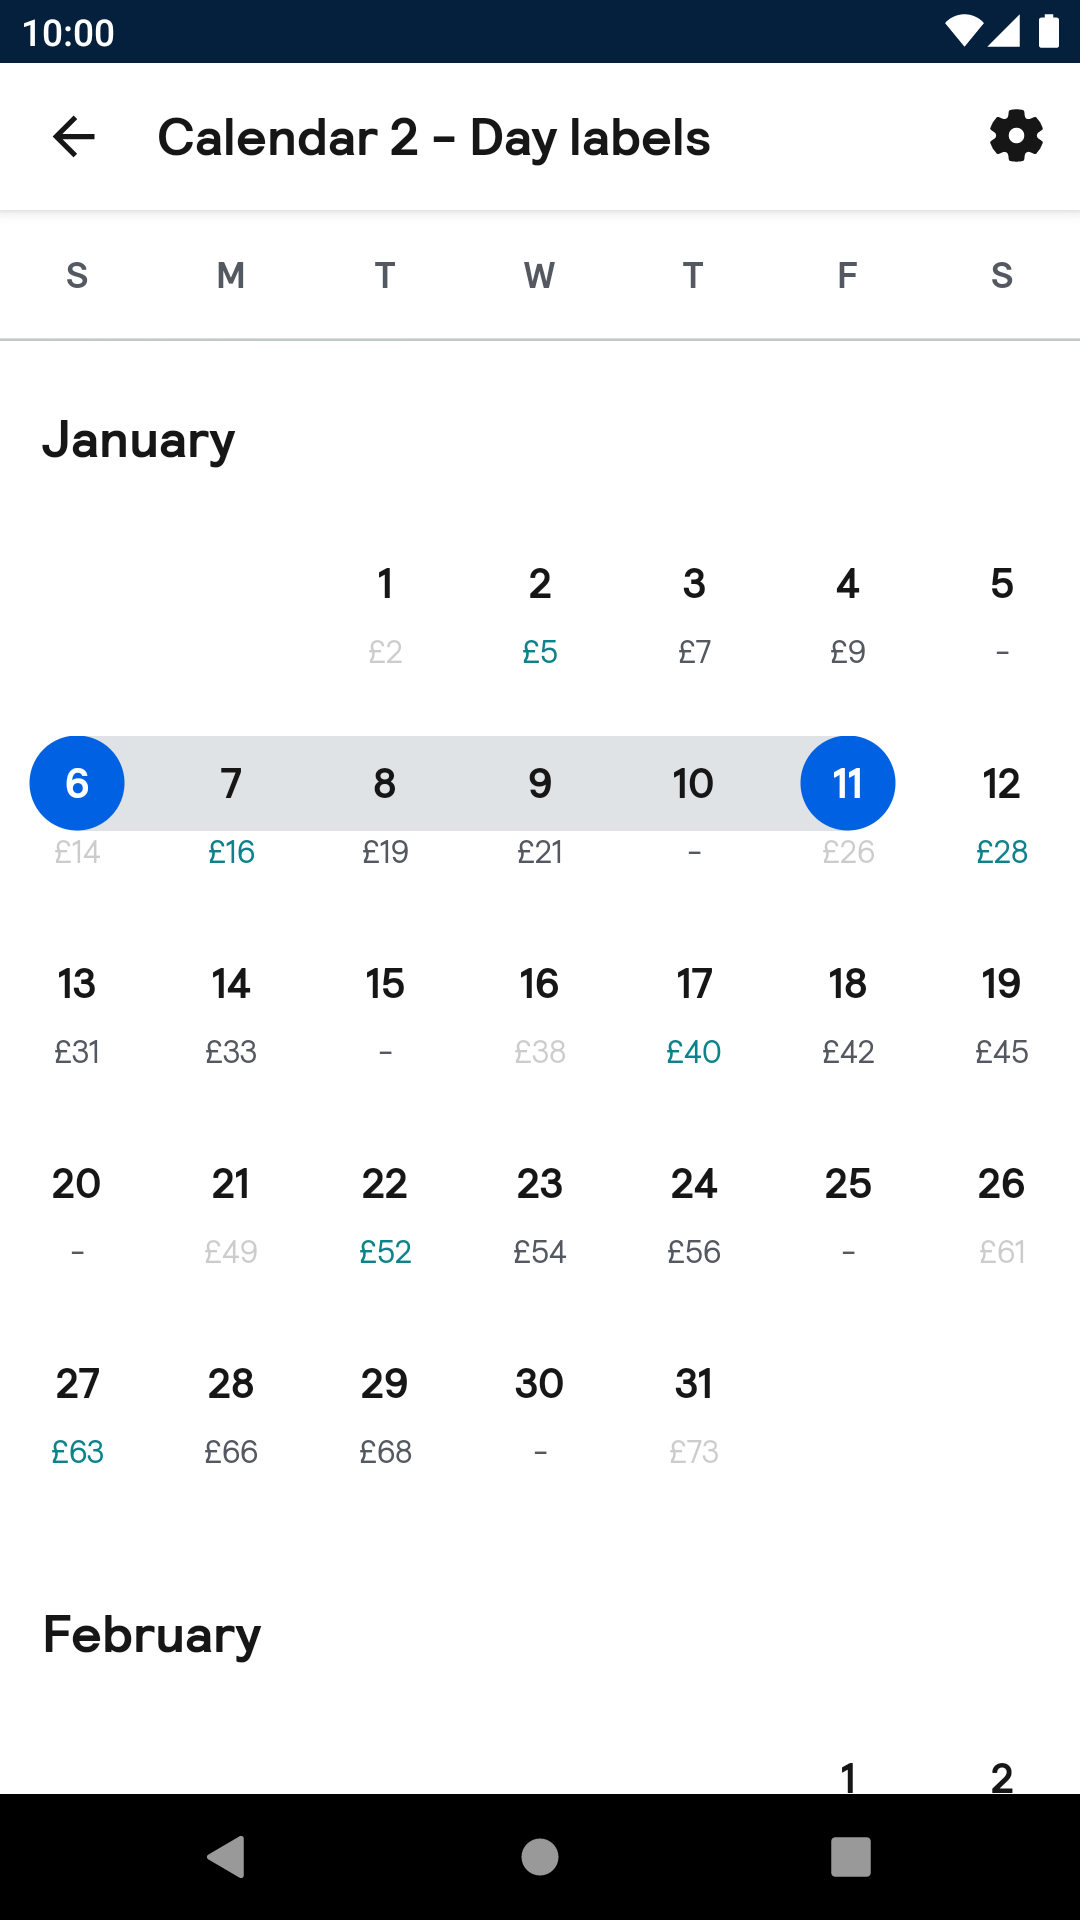 10:00
Calendar 2 – Day labels
S M T W T F S
January
1 2 3 4 5
£2 £5 £7 £9 -
6 7 8 9 10 11 12
£14 £16 £19 £21 - £26 £28
13 14 15 16 17 18 19
£31 £33 - £38 £40 £42 £45
20 21 22 23 24 25 26
- £49 £52 £54 £56 - £61
27 28 29 30 31
£63 £66 £68 - £73
February
1 2